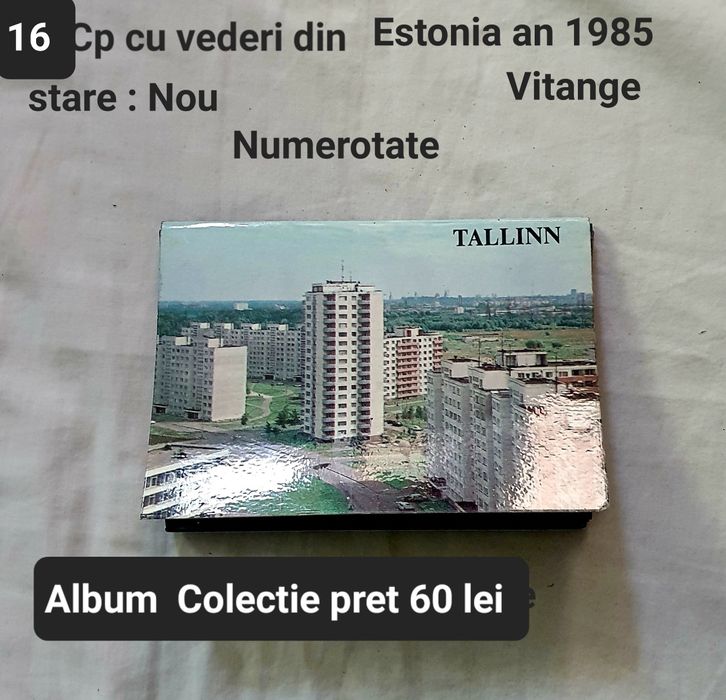 16 Cp cu vederi din Estonia an 1985
stare : Nou Vitange
Numerotate
TALLINN
Album Colectie pret 60 lei